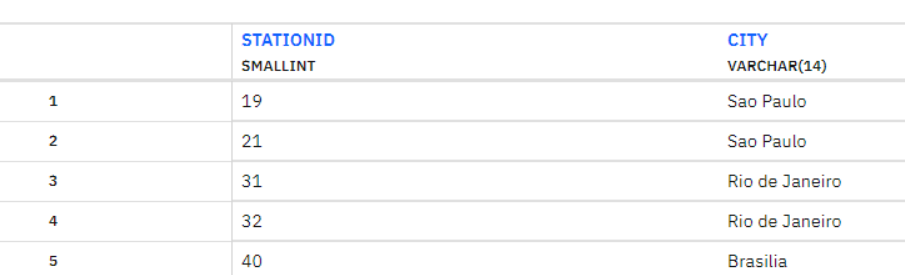 STATIONID CITY
SMALLINT VARCHAR(14)
1 19 Sao Paulo
2 21 Sao Paulo
3 31 Rio de Janeiro
4 32 Rio de Janeiro
5 40 Brasilia